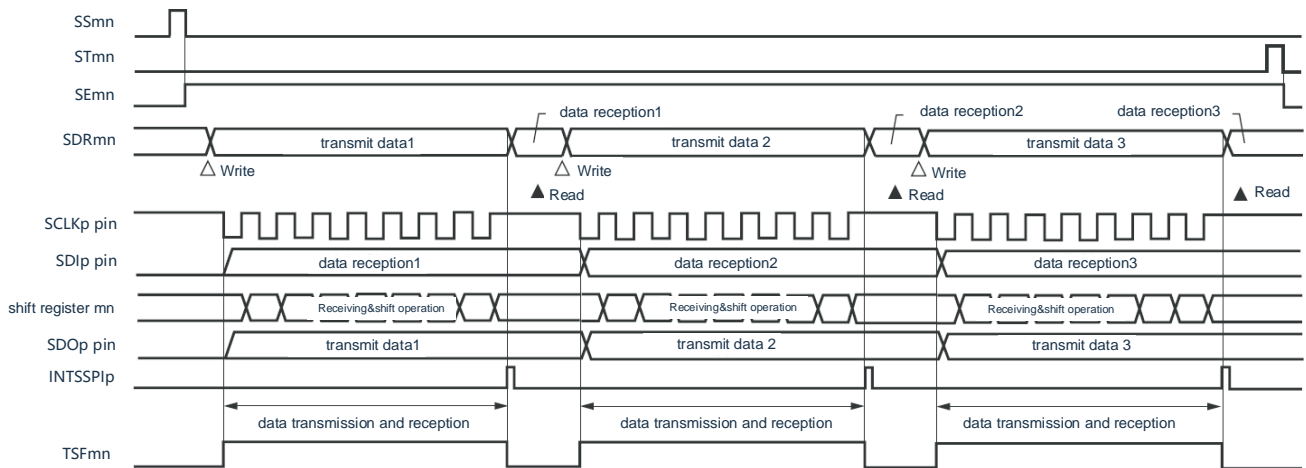 SSmn
STmn
SEmn
data reception1
data reception2
data reception3
SDRmn
transmit data1
transmit data 2
transmit data 3
Write
Write
Write
Read
Read
Read
SCLKp pin
SDIp pin
data reception1
data reception2
data reception3
shift register mn
Receiving&shift operation
Receiving&shift operation
Receiving&shift operation
SDOp pin
transmit data1
transmit data 2
transmit data 3
INTSSPIp
data transmission and reception
data transmission and reception
data transmission and reception
TSFmn